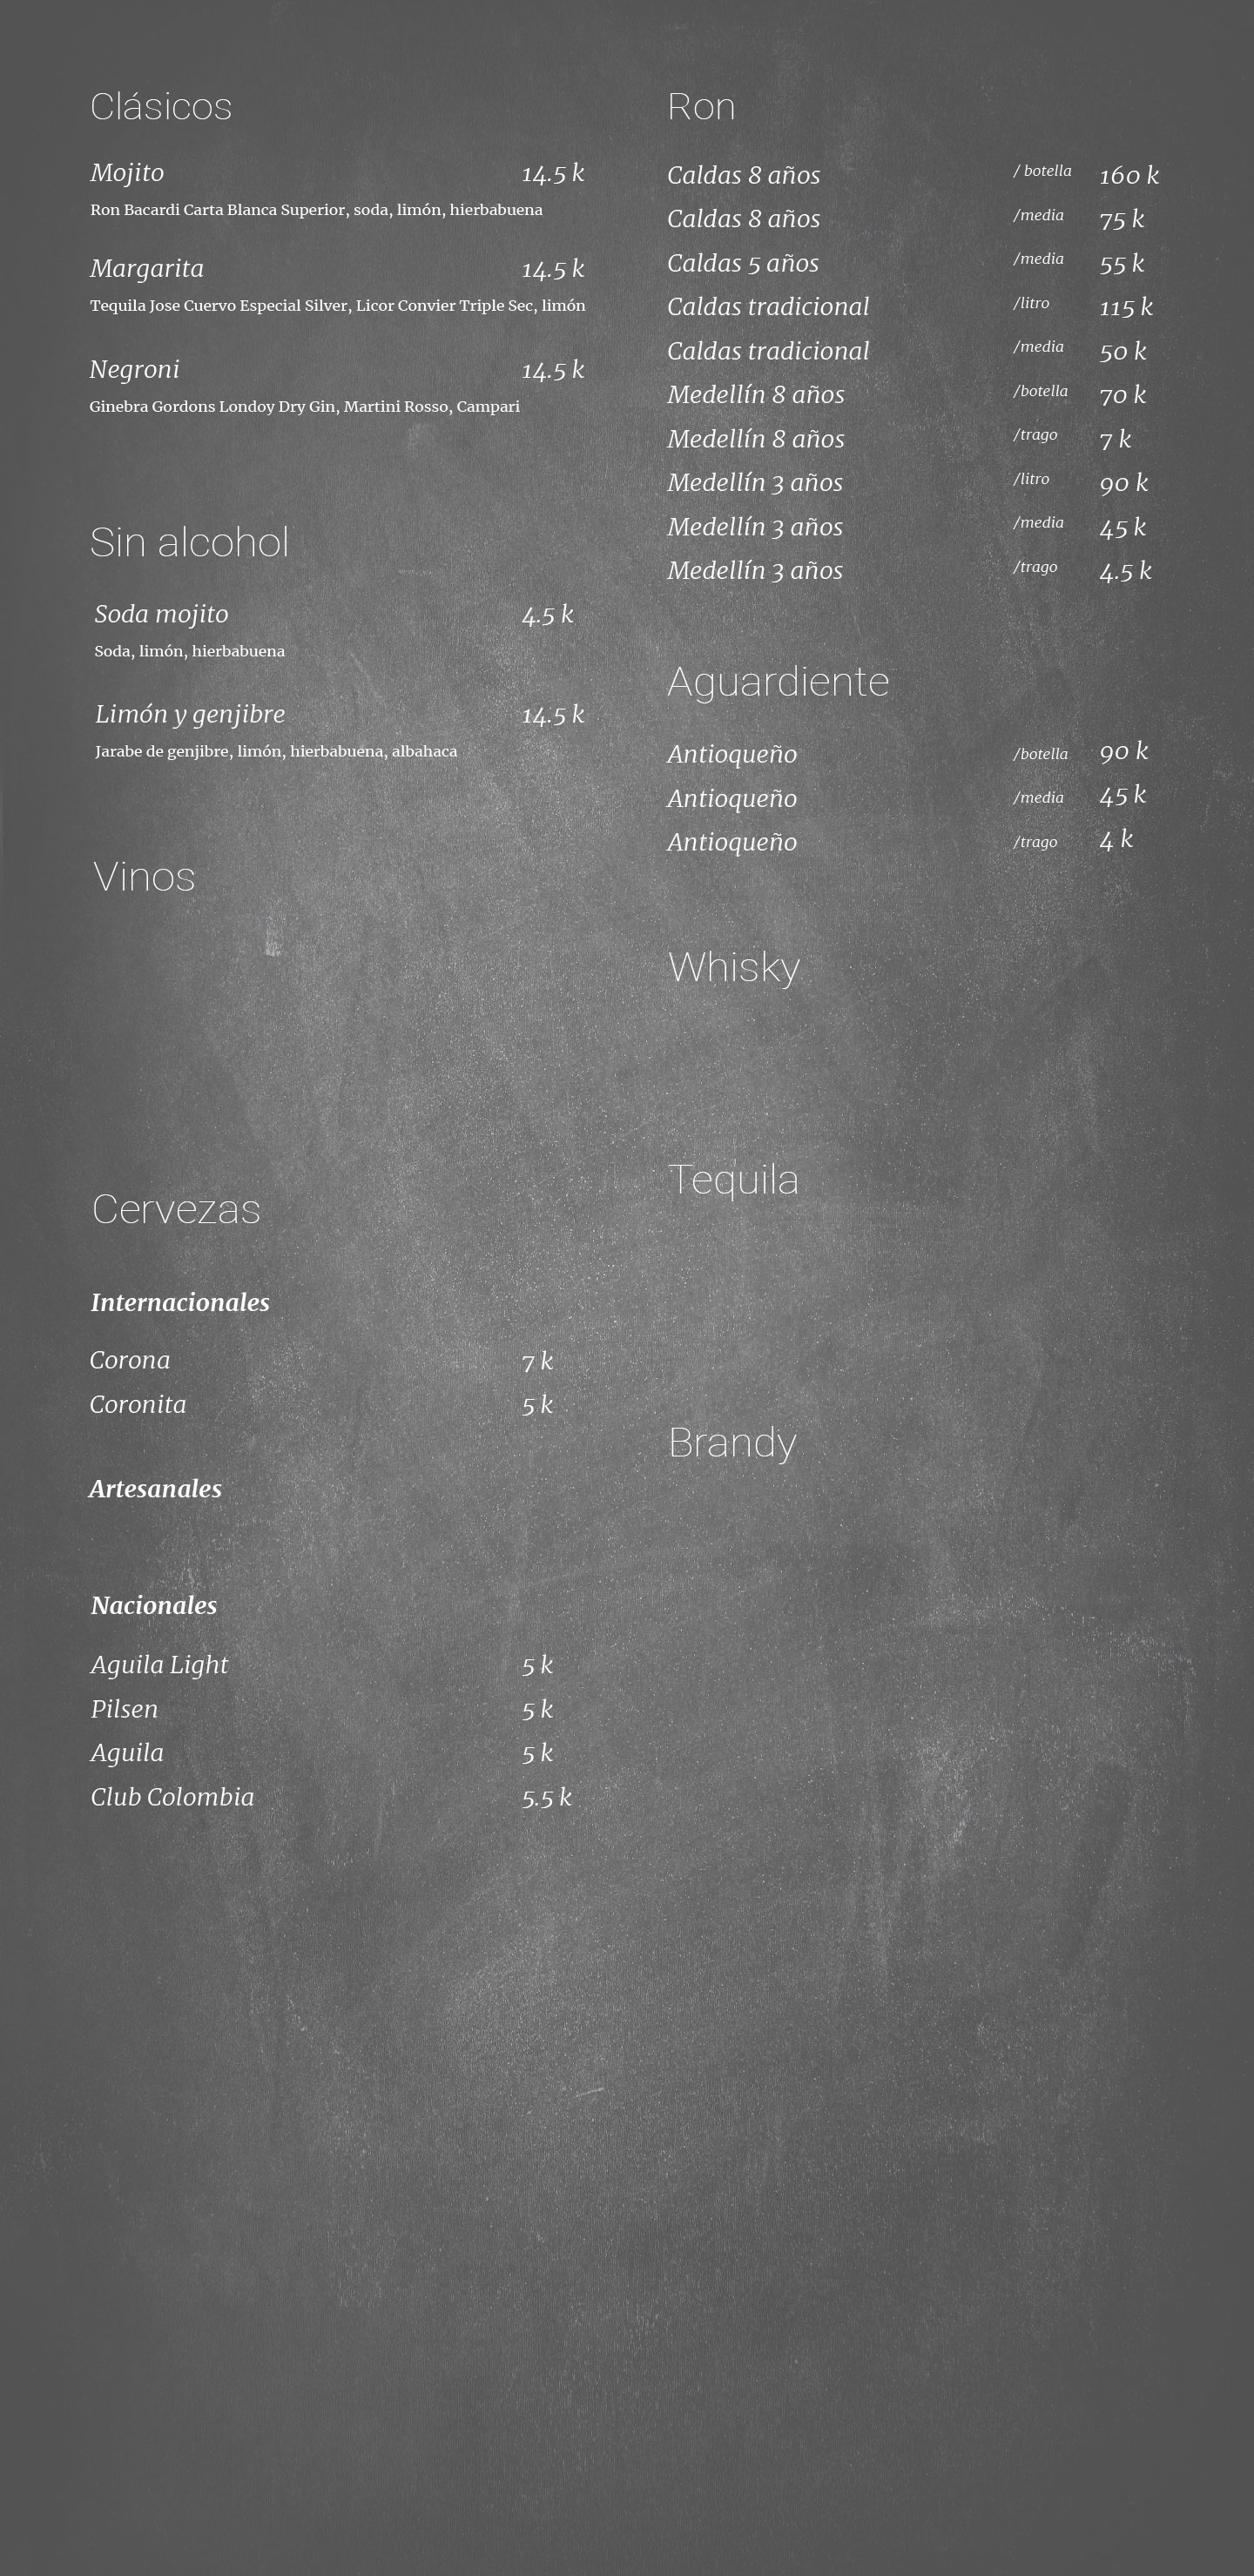 Clásicos
Mojito 14.5 k
Ron Bacardi Carta Blanca Superior, soda, limón, hierbabuena
Margarita 14.5 k
Tequila Jose Cuervo Especial Silver, Licor Convier Triple Sec, limón
Negroni 14.5 k
Ginebra Gordons Londoy Dry Gin, Martini Rosso, Campari
Sin alcohol
Soda mojito 4.5 k
Soda, limón, hierbabuena
Limón y genjibre 14.5 k
Jarabe de genjibre, limón, hierbabuena, albahaca
Vinos
Cervezas
Internacionales
Corona 7 k
Coronita 5 k
Artesanales
Nacionales
Aguila Light 5 k
Pilsen 5 k
Aguila 5 k
Club Colombia 5.5 k
Ron
Caldas 8 años / botella 160 k
Caldas 8 años /media 75 k
Caldas 5 años /media 55 k
Caldas tradicional /litro 115 k
Caldas tradicional /media 50 k
Medellín 8 años /botella 70 k
Medellín 8 años /trago 7 k
Medellín 3 años /litro 90 k
Medellín 3 años /media 45 k
Medellín 3 años /trago 4.5 k
Aguardiente
Antioqueño /botella 90 k
Antioqueño /media 45 k
Antioqueño /trago 4 k
Whisky
Tequila
Brandy